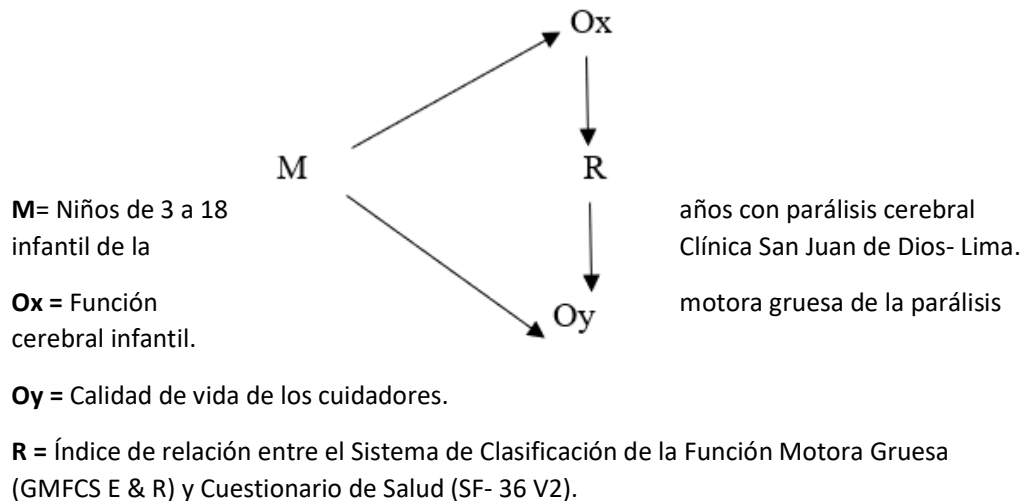 Ox
M
R
M= Niños de 3 a 18 años con parálisis cerebral
infantil de la Clínica San Juan de Dios- Lima.
Ox = Función motora gruesa de la parálisis
Oy
cerebral infantil.
Oy = Calidad de vida de los cuidadores.
R = Índice de relación entre el Sistema de Clasificación de la Función Motora Gruesa
(GMFCS E & R) y Cuestionario de Salud (SF- 36 V2).